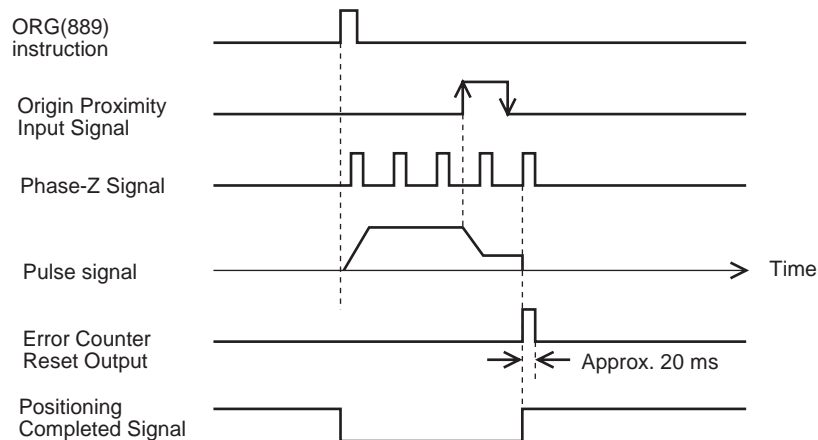 ORG(889)
instruction
Origin Proximity
Input Signal
Phase-Z Signal
Pulse signal
Time
Error Counter
Reset Output
Approx. 20 ms
Positioning
Completed Signal